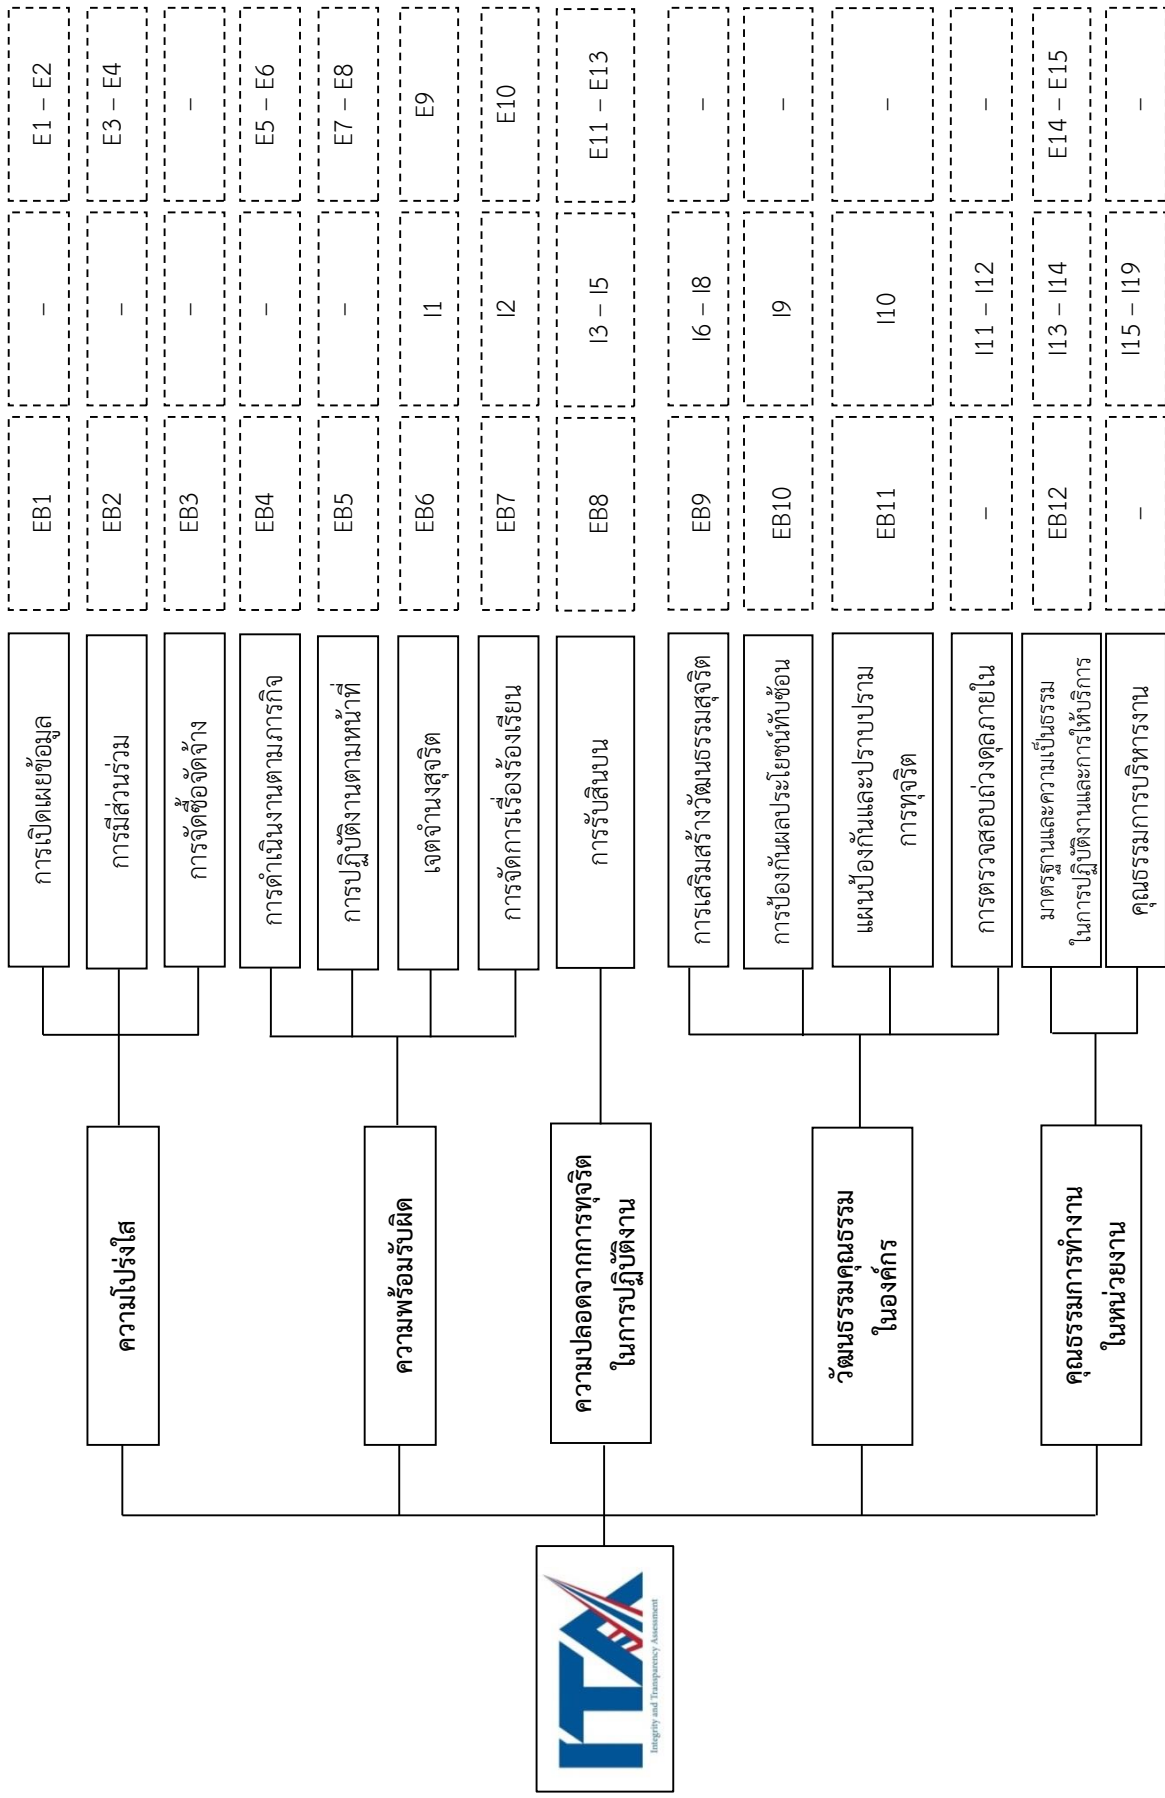 ITA
Integrity and Transparency Assessment
ความโปร่งใส
การเปิดเผยข้อมูล
EB1
–
E1 – E2
การมีส่วนร่วม
EB2
–
E3 – E4
การจัดซื้อจัดจ้าง
EB3
–
–
ความพร้อมรับผิด
การดำเนินงานตามภารกิจ
EB4
–
E5 – E6
การปฏิบัติงานตามหน้าที่
EB5
–
E7 – E8
เจตจำนงสุจริต
EB6
I1
E9
การจัดการเรื่องร้องเรียน
EB7
I2
E10
ความปลอดจากการทุจริต
ในการปฏิบัติงาน
การรับสินบน
EB8
I3 – I5
E11 – E13
วัฒนธรรมคุณธรรม
ในองค์กร
การเสริมสร้างวัฒนธรรมสุจริต
EB9
I6 – I8
–
การป้องกันผลประโยชน์ทับซ้อน
EB10
I9
–
แผนป้องกันและปราบปราม
การทุจริต
EB11
I10
–
การตรวจสอบถ่วงดุลภายใน
–
I11 – I12
–
คุณธรรมการทำงาน
ในหน่วยงาน
มาตรฐานและความเป็นธรรม
ในการปฏิบัติงานและการให้บริการ
EB12
I13 – I14
E14 – E15
คุณธรรมการบริหารงาน
–
I15 – I19
–